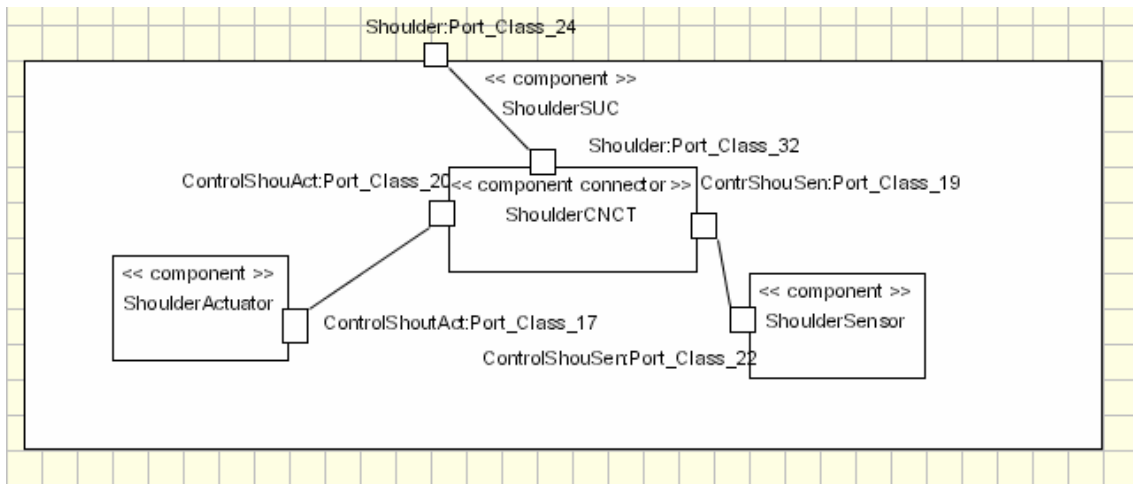 Shoulder:Port_Class_24
<< component >>
ShoulderSUC
Shoulder:Port_Class_32
ControlShouAct:Port_Class_20
<< component connector >>
ShoulderCNCT
ContrShouSen:Port_Class_19
<< component >>
ShoulderActuator
ControlShoutAct:Port_Class_17
<< component >>
ShoulderSensor
ControlShouSen:Port_Class_22